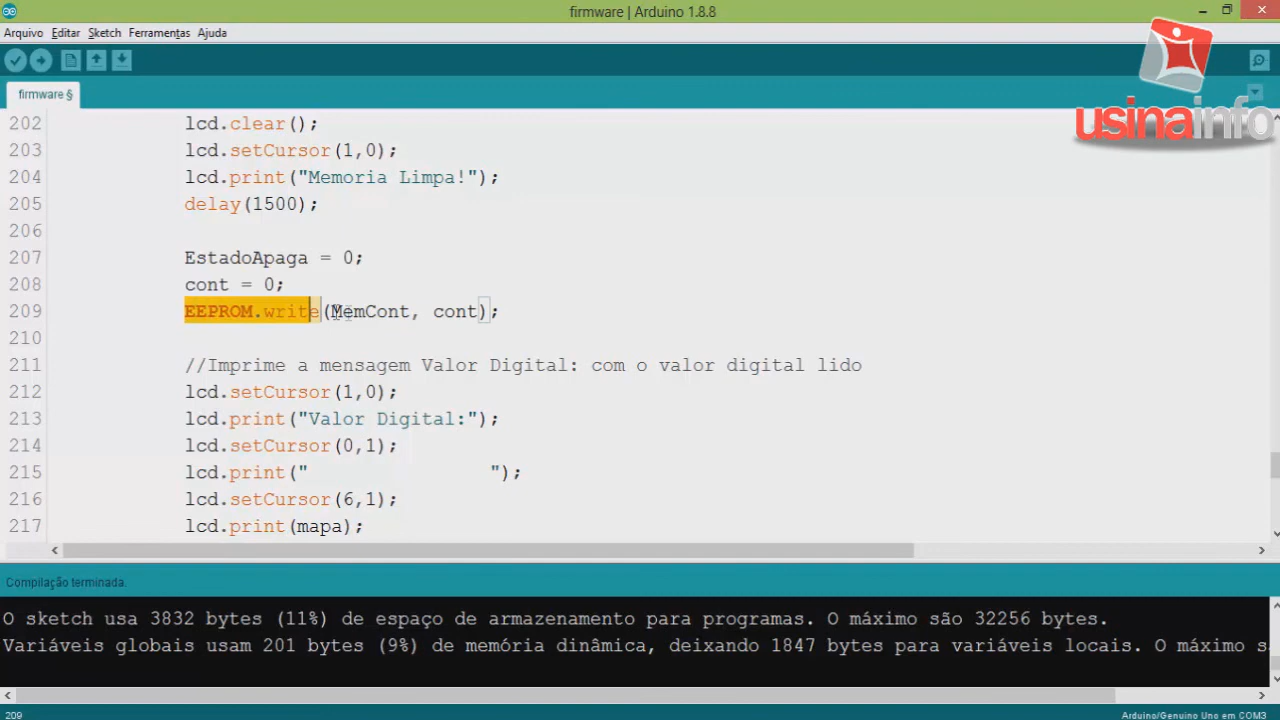 firmware | Arduino 1.8.8
Arquivo Editar Sketch Ferramentas Ajuda
usinainfo
firmware §
202 lcd.clear();
203 lcd.setCursor(1,0);
204 lcd.print("Memoria Limpa!");
205 delay(1500);
206
207 EstadoApaga = 0;
208 cont = 0;
209 EEPROM.write(MemCont, cont);
210
211 //Imprime a mensagem Valor Digital: com o valor digital lido
212 lcd.setCursor(1,0);
213 lcd.print("Valor Digital:");
214 lcd.setCursor(0,1);
215 lcd.print("                ");
216 lcd.setCursor(6,1);
217 lcd.print(mapa);
Compilação terminada.
O sketch usa 3832 bytes (11%) de espaço de armazenamento para programas. O máximo são 32256 bytes.
Variáveis globais usam 201 bytes (9%) de memória dinâmica, deixando 1847 bytes para variáveis locais. O máximo s
209
Arduino/Genuino Uno em COM3